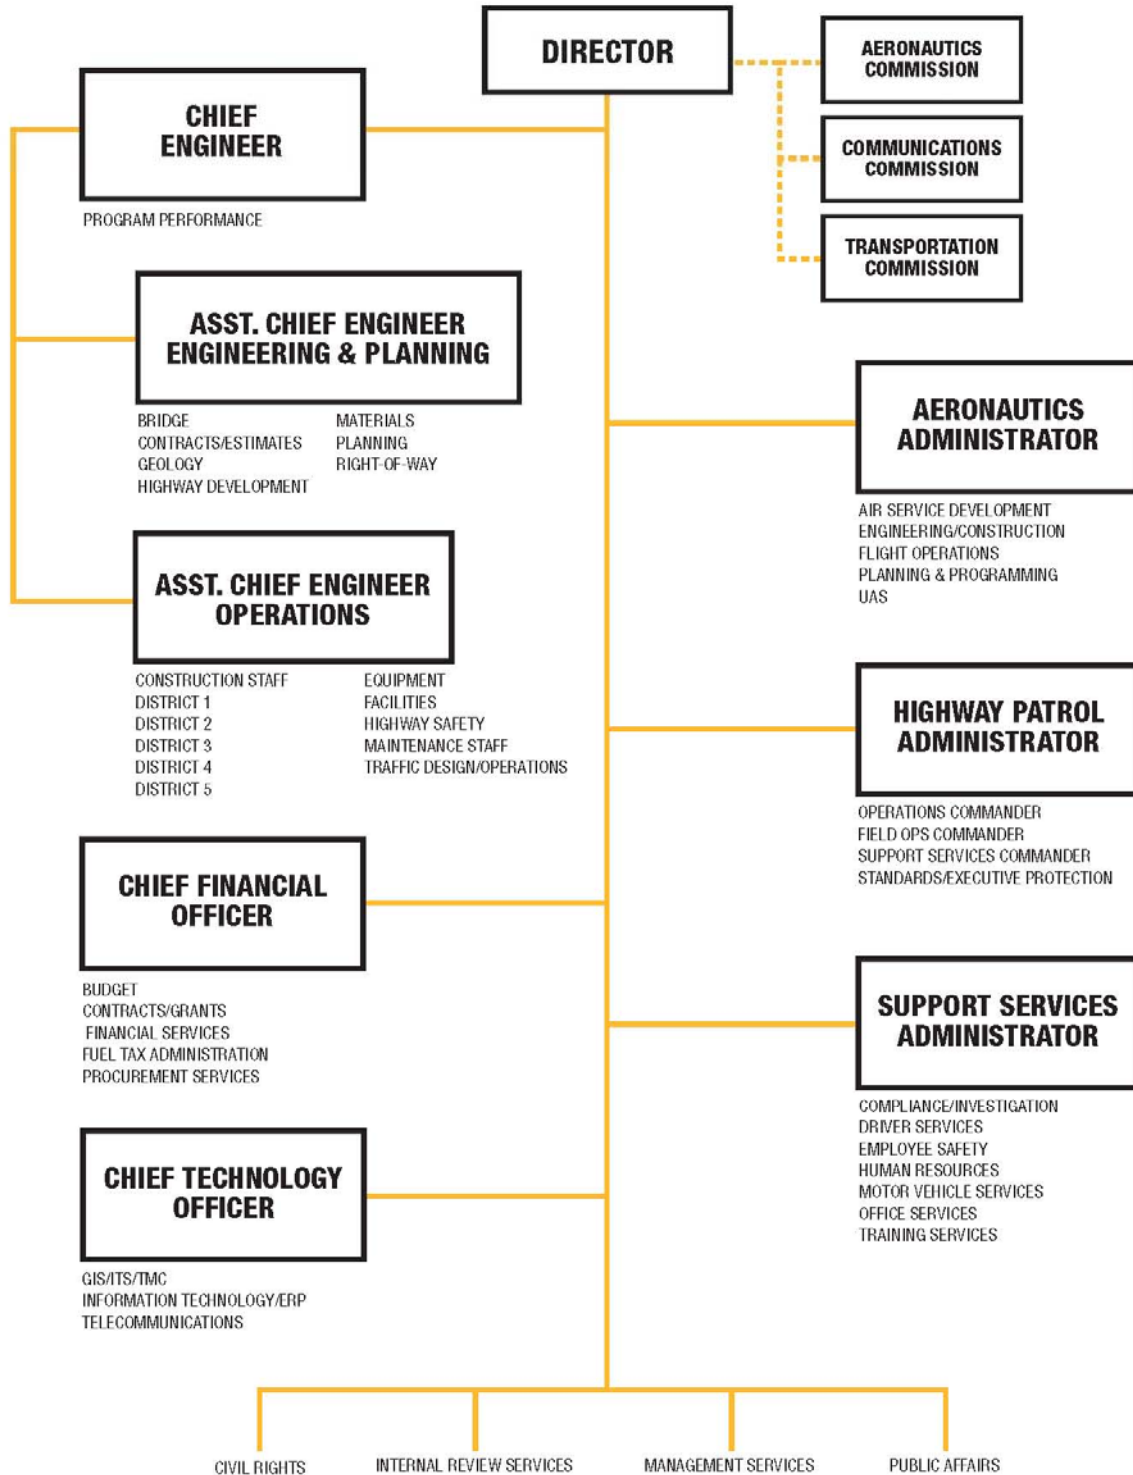 DIRECTOR
AERONAUTICS
COMMISSION
COMMUNICATIONS
COMMISSION
TRANSPORTATION
COMMISSION
CHIEF
ENGINEER
PROGRAM PERFORMANCE
ASST. CHIEF ENGINEER
ENGINEERING & PLANNING
BRIDGE
CONTRACTS/ESTIMATES
GEOLOGY
HIGHWAY DEVELOPMENT
MATERIALS
PLANNING
RIGHT-OF-WAY
ASST. CHIEF ENGINEER
OPERATIONS
CONSTRUCTION STAFF
DISTRICT 1
DISTRICT 2
DISTRICT 3
DISTRICT 4
DISTRICT 5
EQUIPMENT
FACILITIES
HIGHWAY SAFETY
MAINTENANCE STAFF
TRAFFIC DESIGN/OPERATIONS
CHIEF FINANCIAL
OFFICER
BUDGET
CONTRACTS/GRANTS
FINANCIAL SERVICES
FUEL TAX ADMINISTRATION
PROCUREMENT SERVICES
CHIEF TECHNOLOGY
OFFICER
GIS/ITS/TMC
INFORMATION TECHNOLOGY/ERP
TELECOMMUNICATIONS
AERONAUTICS
ADMINISTRATOR
AIR SERVICE DEVELOPMENT
ENGINEERING/CONSTRUCTION
FLIGHT OPERATIONS
PLANNING & PROGRAMMING
UAS
HIGHWAY PATROL
ADMINISTRATOR
OPERATIONS COMMANDER
FIELD OPS COMMANDER
SUPPORT SERVICES COMMANDER
STANDARDS/EXECUTIVE PROTECTION
SUPPORT SERVICES
ADMINISTRATOR
COMPLIANCE/INVESTIGATION
DRIVER SERVICES
EMPLOYEE SAFETY
HUMAN RESOURCES
MOTOR VEHICLE SERVICES
OFFICE SERVICES
TRAINING SERVICES
CIVIL RIGHTS
INTERNAL REVIEW SERVICES
MANAGEMENT SERVICES
PUBLIC AFFAIRS